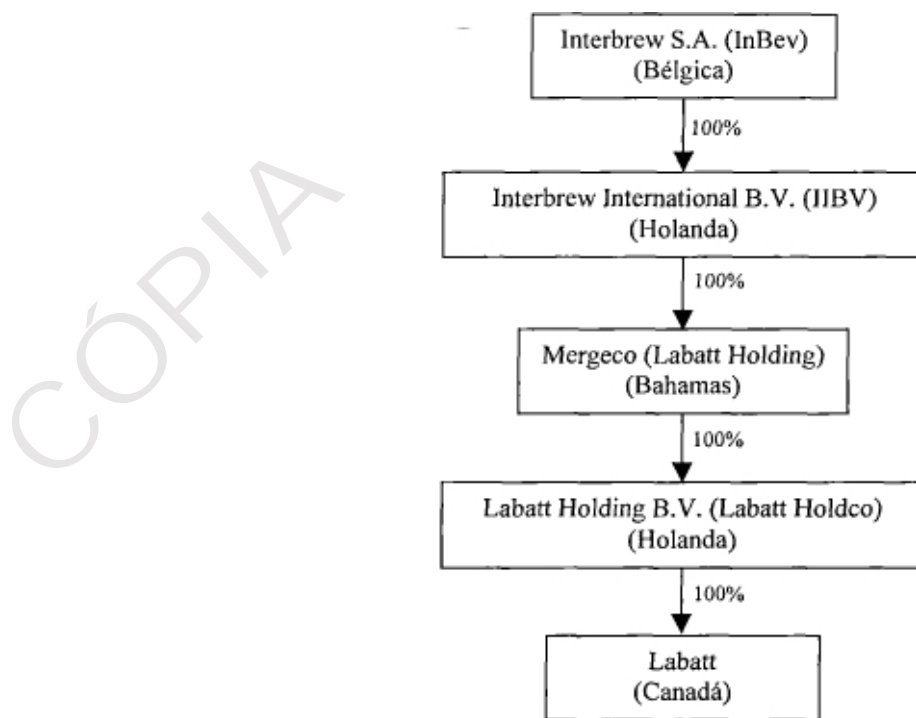 Interbrew S.A. (InBev)
(Bélgica)
100%
Interbrew International B.V. (IIBV)
(Holanda)
100%
Mergeco (Labatt Holding)
(Bahamas)
100%
Labatt Holding B.V. (Labatt Holdco)
(Holanda)
100%
Labatt
(Canadá)
CÓPIA